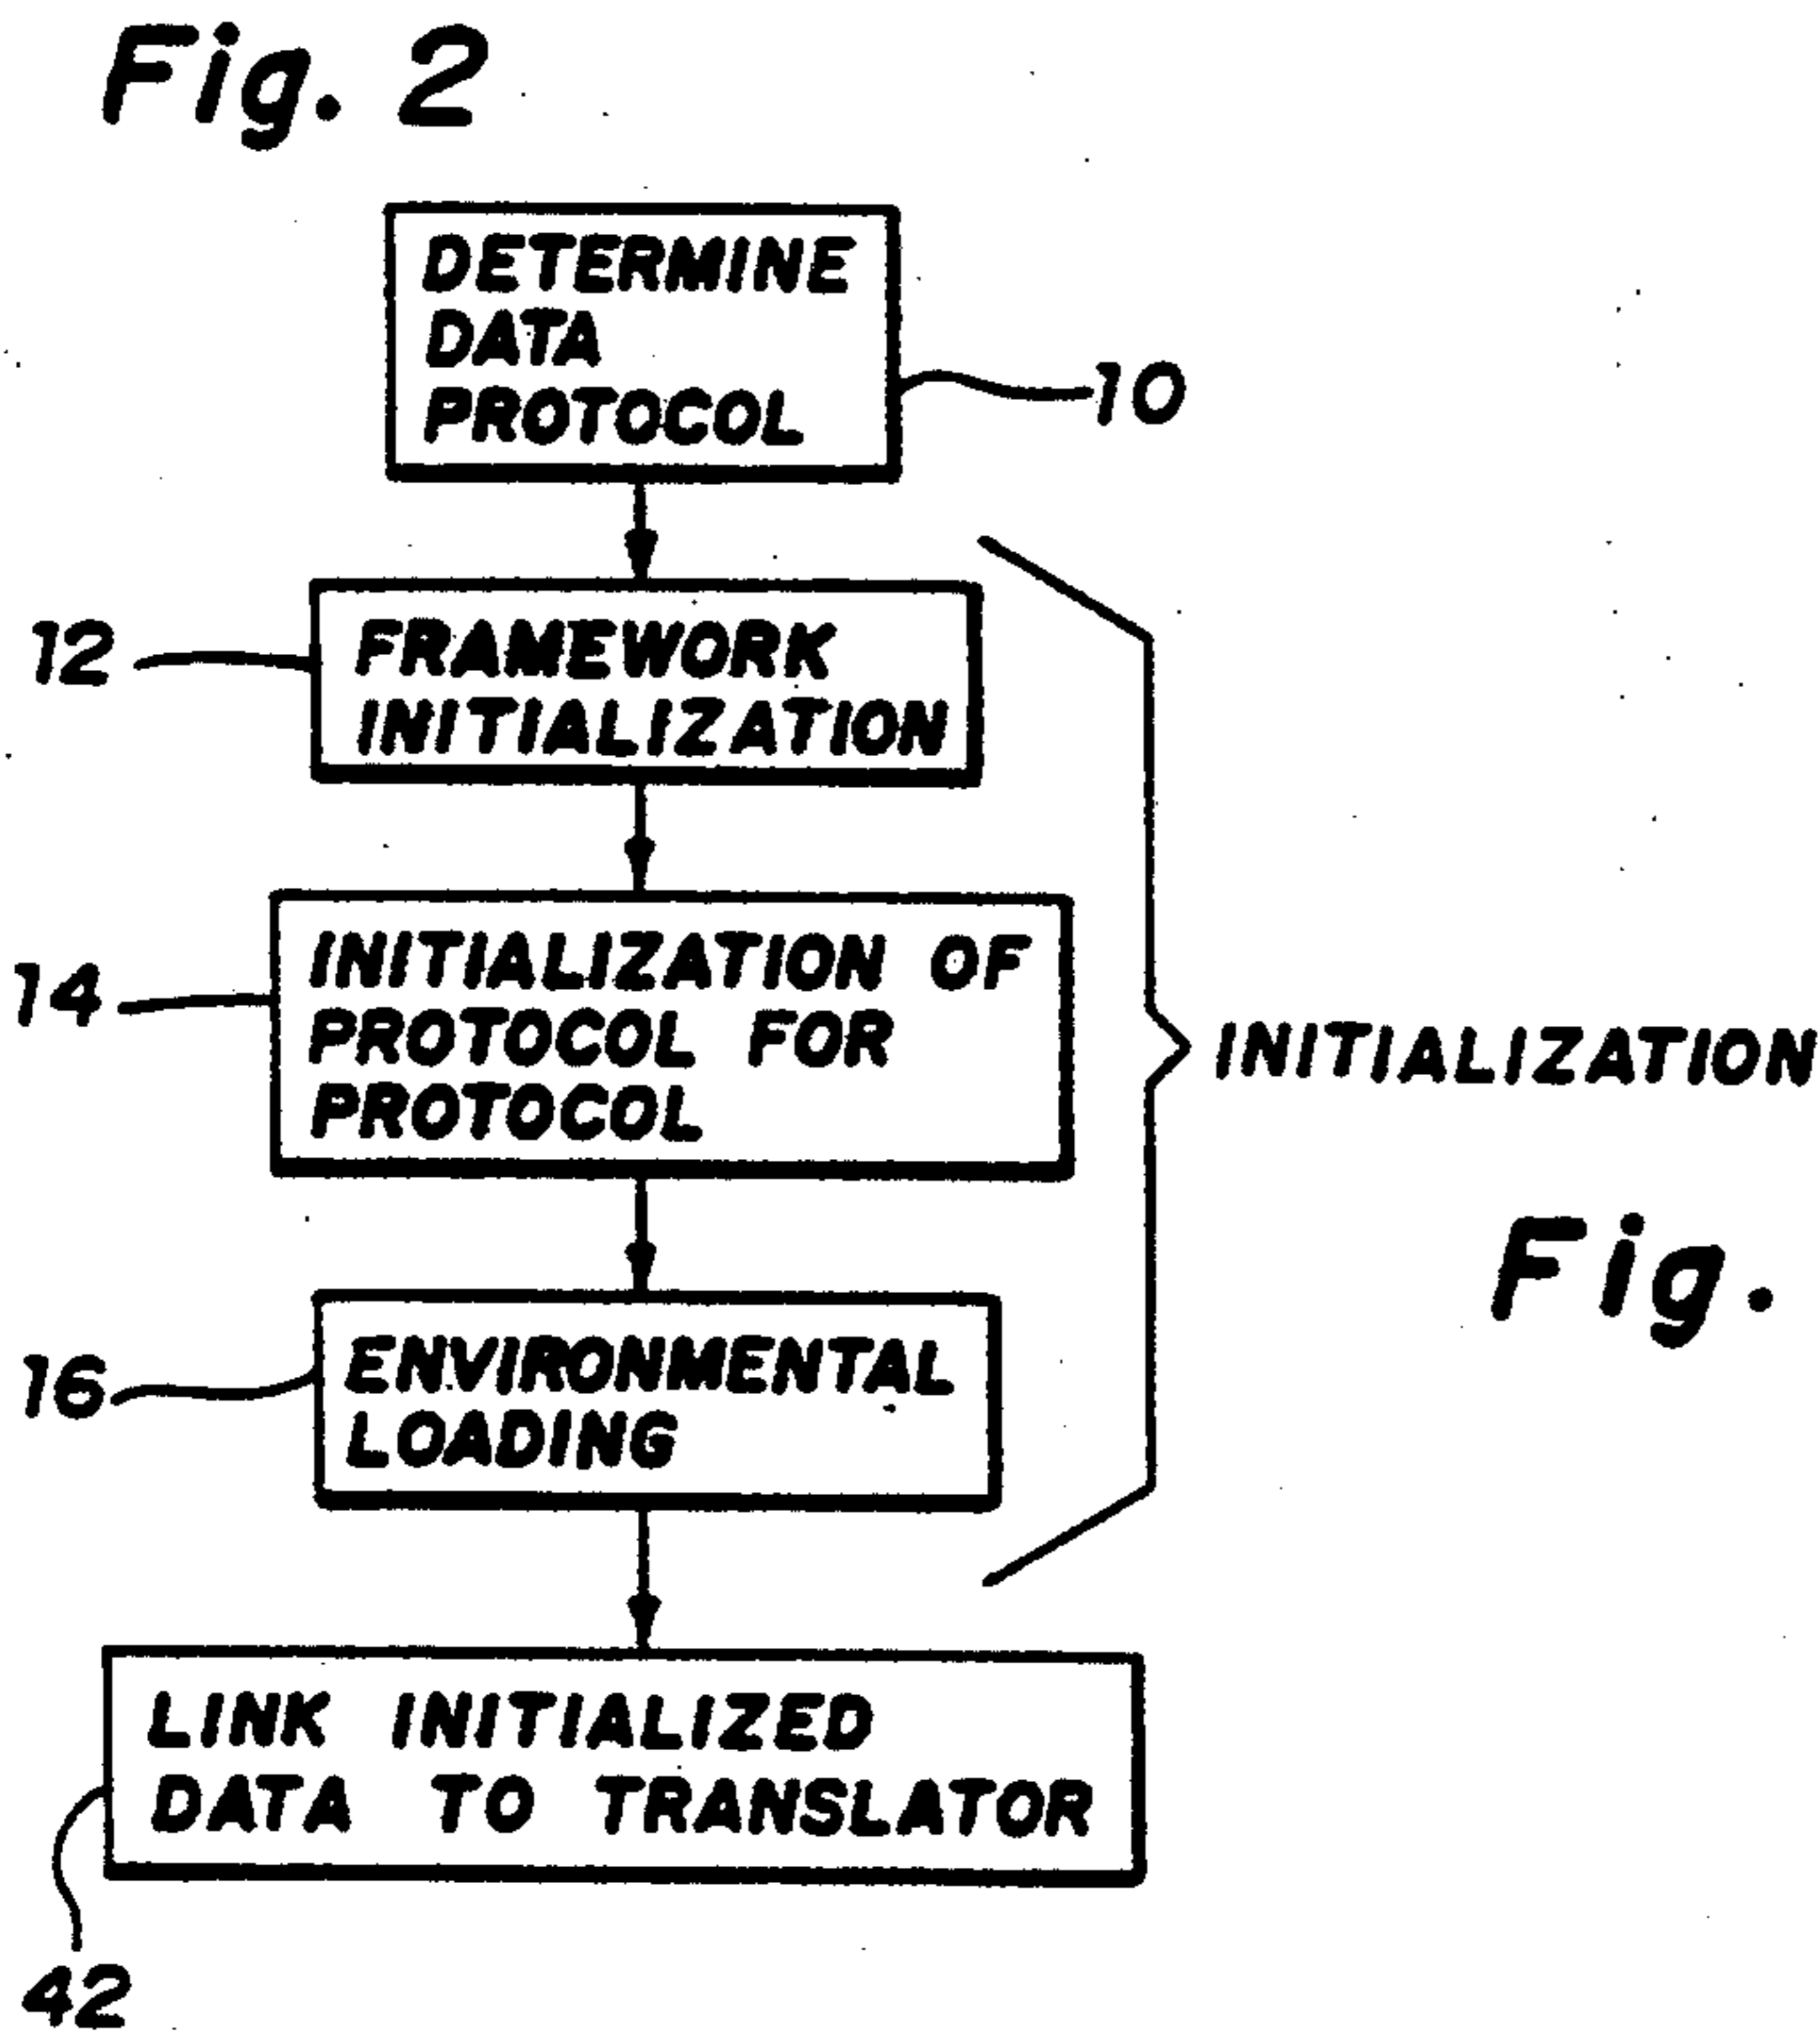 Fig. 2
DETERMINE
DATA
PROTOCOL
10
12
FRAMEWORK
INITIALIZATION
14
INITIALIZATION OF
PROTOCOL FOR
PROTOCOL
INITIALIZATION
Fig.
16
ENVIRONMENTAL
LOADING
LINK INITIALIZED
DATA TO TRANSLATOR
42